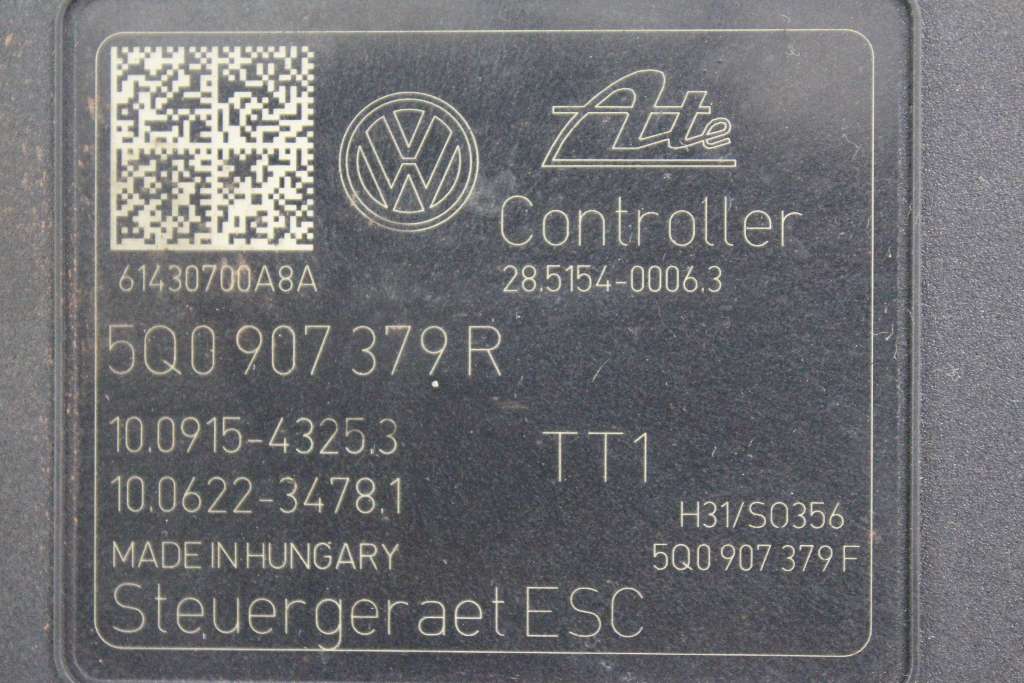 VW
Ate
Controller
61430700A8A
28.5154-0006.3
5Q0 907 379 R
10.0915-4325.3
TT1
10.0622-3478.1
H31/S0356
MADE IN HUNGARY
5Q0 907 379 F
Steuergeraet ESC